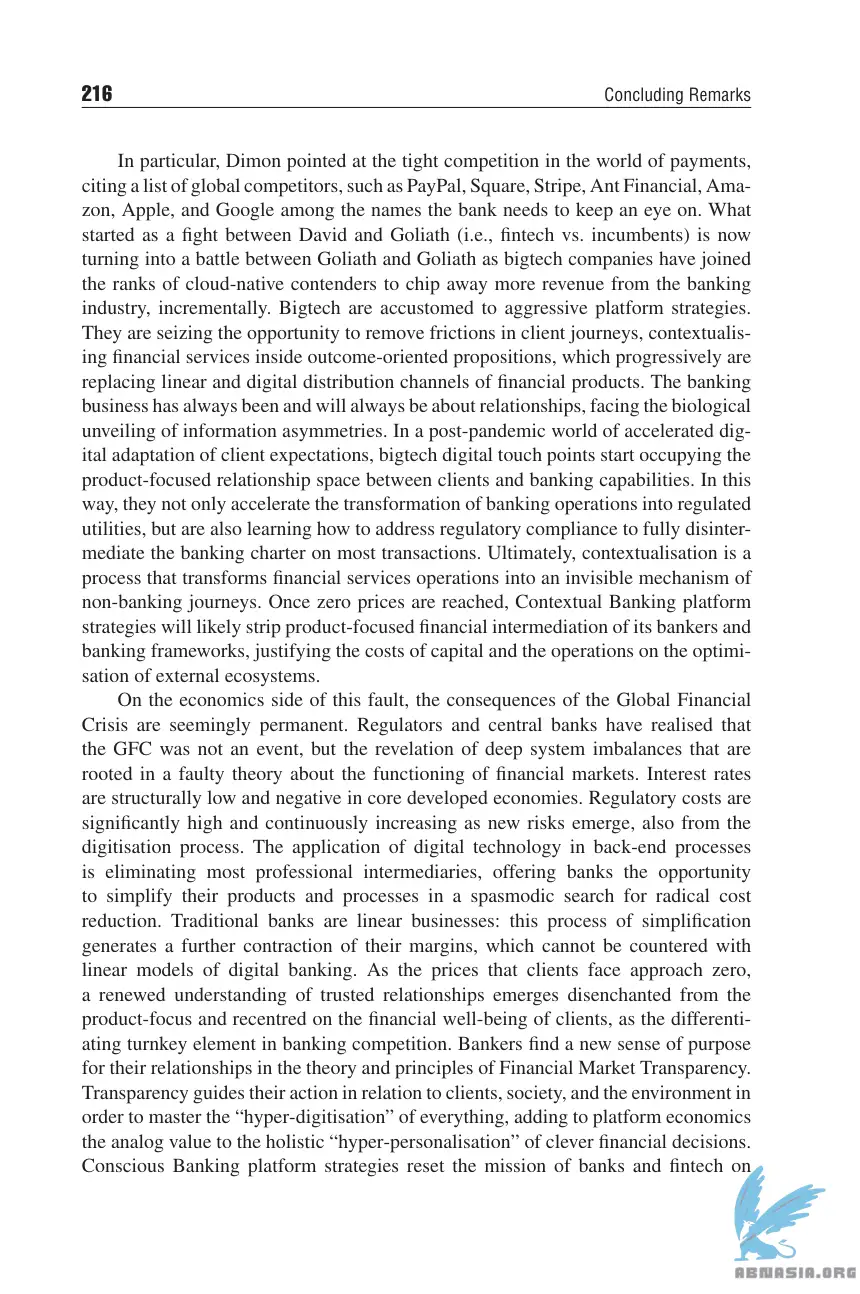 216
Concluding Remarks
In particular, Dimon pointed at the tight competition in the world of payments,
citing a list of global competitors, such as PayPal, Square, Stripe, Ant Financial, Ama-
zon, Apple, and Google among the names the bank needs to keep an eye on. What
started as a fight between David and Goliath (i.e., fintech vs. incumbents) is now
turning into a battle between Goliath and Goliath as bigtech companies have joined
the ranks of cloud-native contenders to chip away more revenue from the banking
industry, incrementally. Bigtech are accustomed to aggressive platform strategies.
They are seizing the opportunity to remove frictions in client journeys, contextualis-
ing financial services inside outcome-oriented propositions, which progressively are
replacing linear and digital distribution channels of financial products. The banking
business has always been and will always be about relationships, facing the biological
unveiling of information asymmetries. In a post-pandemic world of accelerated dig-
ital adaptation of client expectations, bigtech digital touch points start occupying the
product-focused relationship space between clients and banking capabilities. In this
way, they not only accelerate the transformation of banking operations into regulated
utilities, but are also learning how to address regulatory compliance to fully disinter-
mediate the banking charter on most transactions. Ultimately, contextualisation is a
process that transforms financial services operations into an invisible mechanism of
non-banking journeys. Once zero prices are reached, Contextual Banking platform
strategies will likely strip product-focused financial intermediation of its bankers and
banking frameworks, justifying the costs of capital and the operations on the optimi-
sation of external ecosystems.
On the economics side of this fault, the consequences of the Global Financial
Crisis are seemingly permanent. Regulators and central banks have realised that
the GFC was not an event, but the revelation of deep system imbalances that are
rooted in a faulty theory about the functioning of financial markets. Interest rates
are structurally low and negative in core developed economies. Regulatory costs are
significantly high and continuously increasing as new risks emerge, also from the
digitisation process. The application of digital technology in back-end processes
is eliminating most professional intermediaries, offering banks the opportunity
to simplify their products and processes in a spasmodic search for radical cost
reduction. Traditional banks are linear businesses: this process of simplification
generates a further contraction of their margins, which cannot be countered with
linear models of digital banking. As the prices that clients face approach zero,
a renewed understanding of trusted relationships emerges disenchanted from the
product-focus and recentred on the financial well-being of clients, as the differenti-
ating turnkey element in banking competition. Bankers find a new sense of purpose
for their relationships in the theory and principles of Financial Market Transparency.
Transparency guides their action in relation to clients, society, and the environment in
order to master the “hyper-digitisation” of everything, adding to platform economics
the analog value to the holistic “hyper-personalisation” of clever financial decisions.
Conscious Banking platform strategies reset the mission of banks and fintech on
ABNASIA.ORG